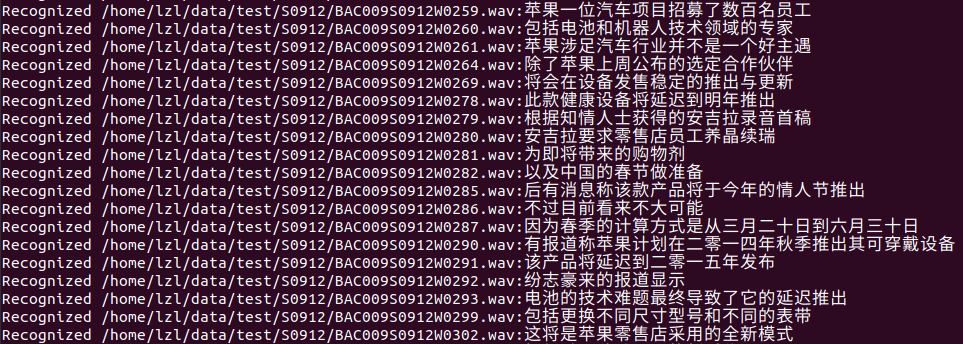 Recognized /home/lzl/data/test/S0912/BAC009S0912W0259.wav:苹果一位汽车项目招募了数百名员工
Recognized /home/lzl/data/test/S0912/BAC009S0912W0260.wav:包括电池和机器人技术领域的专家
Recognized /home/lzl/data/test/S0912/BAC009S0912W0261.wav:苹果涉足汽车行业并不是一个好主遇
Recognized /home/lzl/data/test/S0912/BAC009S0912W0264.wav:除了苹果上周公布的选定合作伙伴
Recognized /home/lzl/data/test/S0912/BAC009S0912W0269.wav:将会在设备发售稳定的推出与更新
Recognized /home/lzl/data/test/S0912/BAC009S0912W0278.wav:此款健康设备将延迟到明年推出
Recognized /home/lzl/data/test/S0912/BAC009S0912W0279.wav:根据知情人士获得的安吉拉录音首稿
Recognized /home/lzl/data/test/S0912/BAC009S0912W0280.wav:安吉拉要求零售店员工养晶续瑞
Recognized /home/lzl/data/test/S0912/BAC009S0912W0281.wav:为即将带来的购物剂
Recognized /home/lzl/data/test/S0912/BAC009S0912W0282.wav:以及中国的春节做准备
Recognized /home/lzl/data/test/S0912/BAC009S0912W0285.wav:后有消息称该款产品将于今年的情人节推出
Recognized /home/lzl/data/test/S0912/BAC009S0912W0286.wav:不过目前看来不大可能
Recognized /home/lzl/data/test/S0912/BAC009S0912W0287.wav:因为春季的计算方式是从三月二十日到六月三十日
Recognized /home/lzl/data/test/S0912/BAC009S0912W0290.wav:有报道称苹果计划在二零一四年秋季推出其可穿戴设备
Recognized /home/lzl/data/test/S0912/BAC009S0912W0291.wav:该产品将延迟到二零一五年发布
Recognized /home/lzl/data/test/S0912/BAC009S0912W0292.wav:纷志豪来的报道显示
Recognized /home/lzl/data/test/S0912/BAC009S0912W0293.wav:电池的技术难题最终导致了它的延迟推出
Recognized /home/lzl/data/test/S0912/BAC009S0912W0299.wav:包括更换不同尺寸型号和不同的表带
Recognized /home/lzl/data/test/S0912/BAC009S0912W0302.wav:这将是苹果零售店采用的全新模式